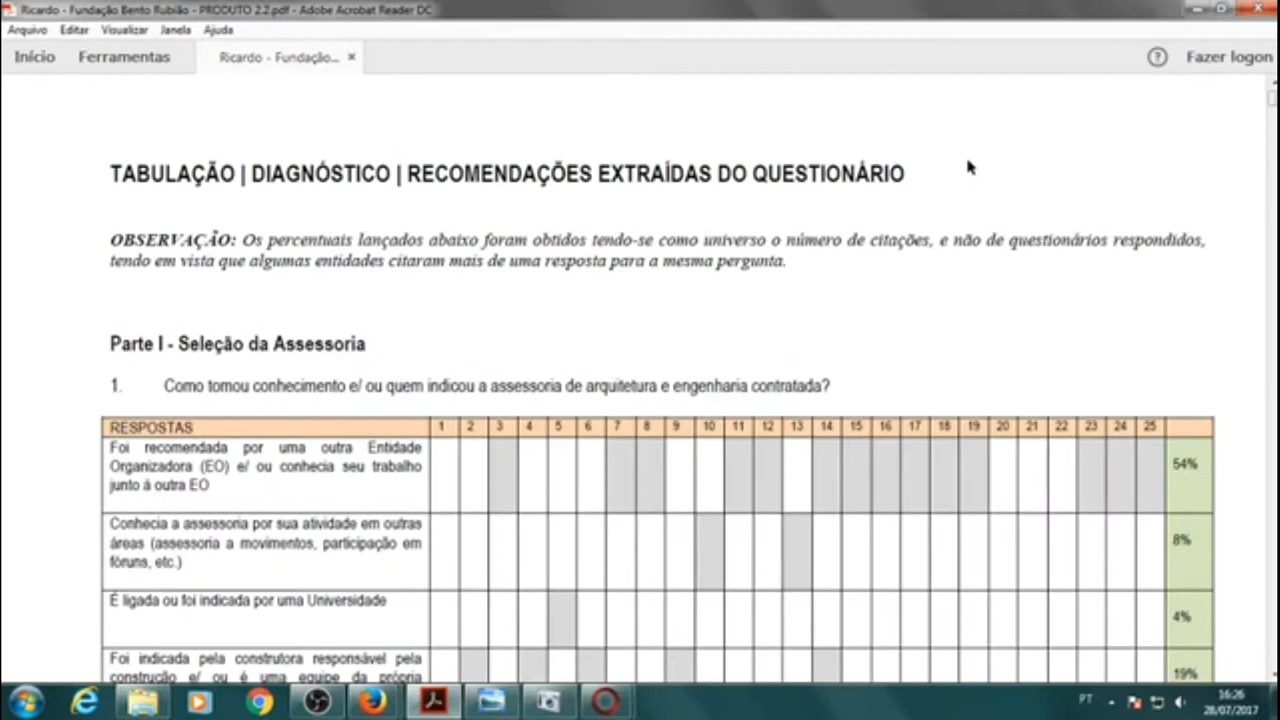 Ricardo - Fundação Bento Rubião - PRODUTO 2.2.pdf - Adobe Acrobat Reader DC
Arquivo Editar Visualizar Janela Ajuda
Início Ferramentas Ricardo - Fundação... × ? Fazer logon
TABULAÇÃO | DIAGNÓSTICO | RECOMENDAÇÕES EXTRAÍDAS DO QUESTIONÁRIO
OBSERVAÇÃO: Os percentuais lançados abaixo foram obtidos tendo-se como universo o número de citações, e não de questionários respondidos,
tendo em vista que algumas entidades citaram mais de uma resposta para a mesma pergunta.
Parte I - Seleção da Assessoria
1. Como tomou conhecimento e/ ou quem indicou a assessoria de arquitetura e engenharia contratada?
RESPOSTAS 1 2 3 4 5 6 7 8 9 10 11 12 13 14 15 16 17 18 19 20 21 22 23 24 25
Foi recomendada por uma outra Entidade
Organizadora (EO) e/ ou conhecia seu trabalho
junto à outra EO
54%
Conhecia a assessoria por sua atividade em outras
áreas (assessoria a movimentos, participação em
fóruns, etc.)
8%
É ligada ou foi indicada por uma Universidade
4%
Foi indicada pela construtora responsável pela
construção e/ ou é uma equipe da própria
19%
PT
16:26
28/07/2017